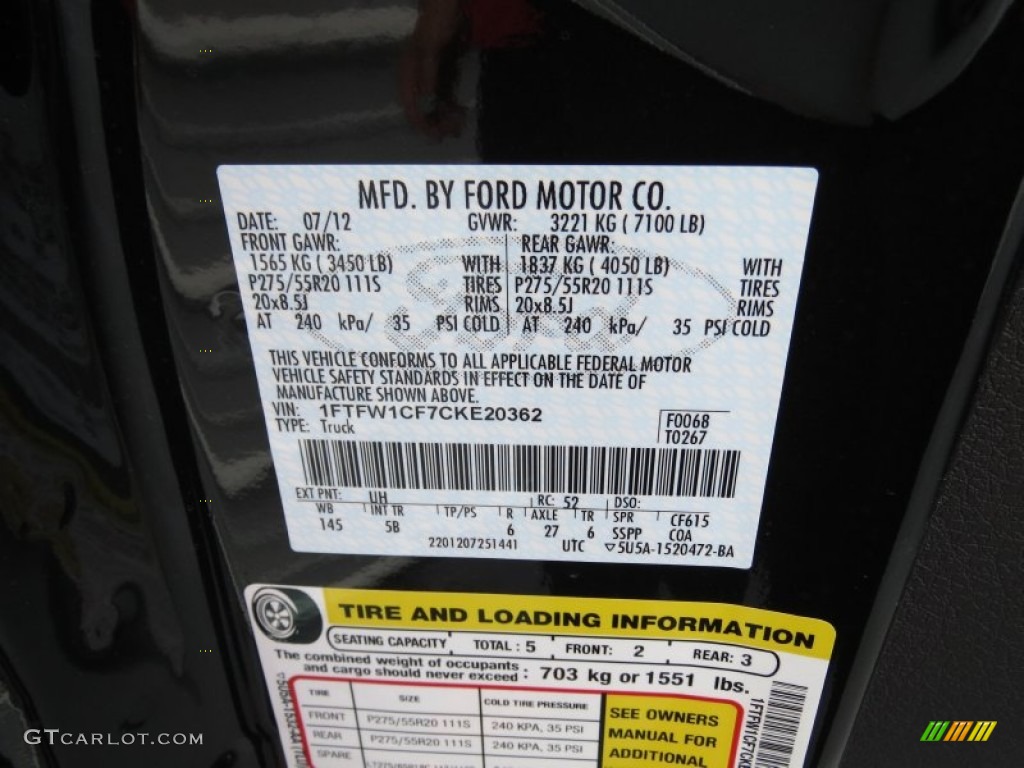 MFD. BY FORD MOTOR CO.
DATE: 07/12 GVWR: 3221 KG ( 7100 LB)
FRONT GAWR: REAR GAWR:
1565 KG ( 3450 LB) WITH 1837 KG ( 4050 LB) WITH
P275/55R20 111S TIRES P275/55R20 111S TIRES
20x8.5J RIMS 20x8.5J RIMS
AT 240 kPa/ 35 PSI COLD AT 240 kPa/ 35 PSI COLD
Ford
THIS VEHICLE CONFORMS TO ALL APPLICABLE FEDERAL MOTOR
VEHICLE SAFETY STANDARDS IN EFFECT ON THE DATE OF
MANUFACTURE SHOWN ABOVE.
VIN: 1FTFW1CF7CKE20362 F0068
TYPE: Truck T0267
EXT PNT: UH RC: 52 DSO:
WB INT TR TP/PS R AXLE TR SPR CF615
145 5B 6 27 6 SSPP COA
2201207251441 UTC ▽5U5A-1520472-BA
TIRE AND LOADING INFORMATION
SEATING CAPACITY TOTAL : 5 FRONT: 2 REAR: 3
The combined weight of occupants
and cargo should never exceed : 703 kg or 1551 lbs.
TIRE SIZE COLD TIRE PRESSURE
FRONT P275/55R20 111S 240 KPA, 35 PSI
REAR P275/55R20 111S 240 KPA, 35 PSI
SPARE
SEE OWNERS
MANUAL FOR
ADDITIONAL
1FTFW1CF7CKE
GTCARLOT.COM